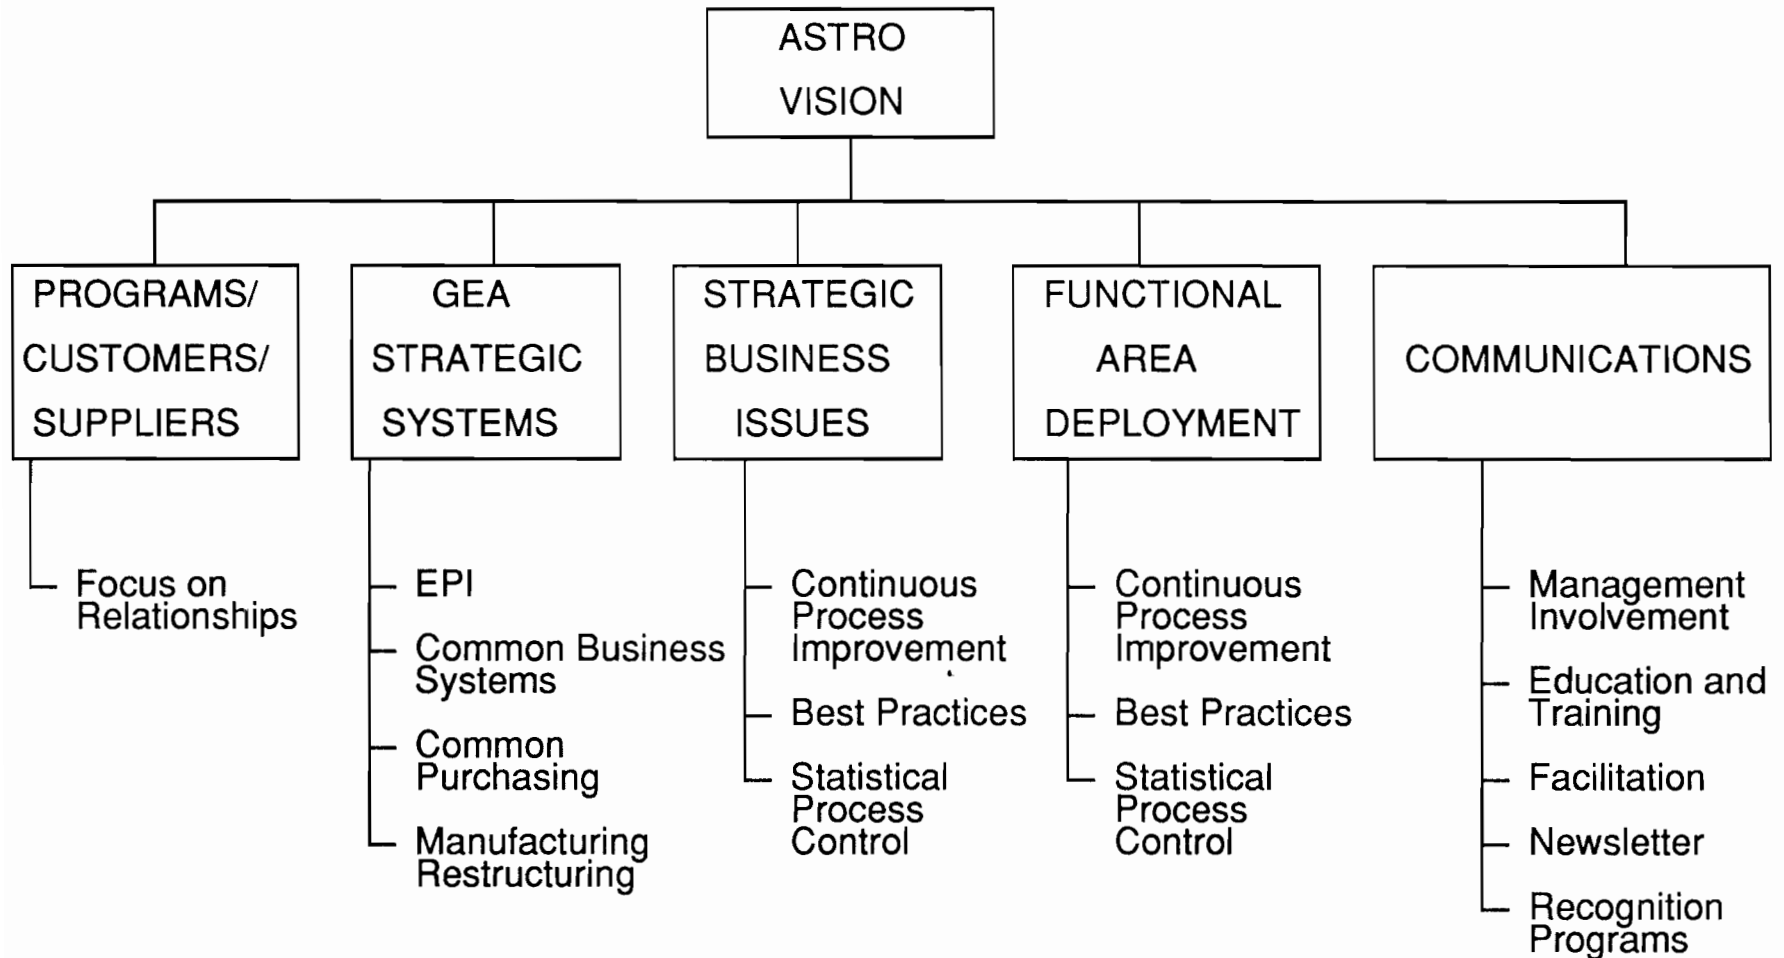 ASTRO
VISION
PROGRAMS/
CUSTOMERS/
SUPPLIERS
GEA
STRATEGIC
SYSTEMS
STRATEGIC
BUSINESS
ISSUES
FUNCTIONAL
AREA
DEPLOYMENT
COMMUNICATIONS
Focus on
Relationships
EPI
Common Business
Systems
Common
Purchasing
Manufacturing
Restructuring
Continuous
Process
Improvement
Best Practices
Statistical
Process
Control
Continuous
Process
Improvement
Best Practices
Statistical
Process
Control
Management
Involvement
Education and
Training
Facilitation
Newsletter
Recognition
Programs